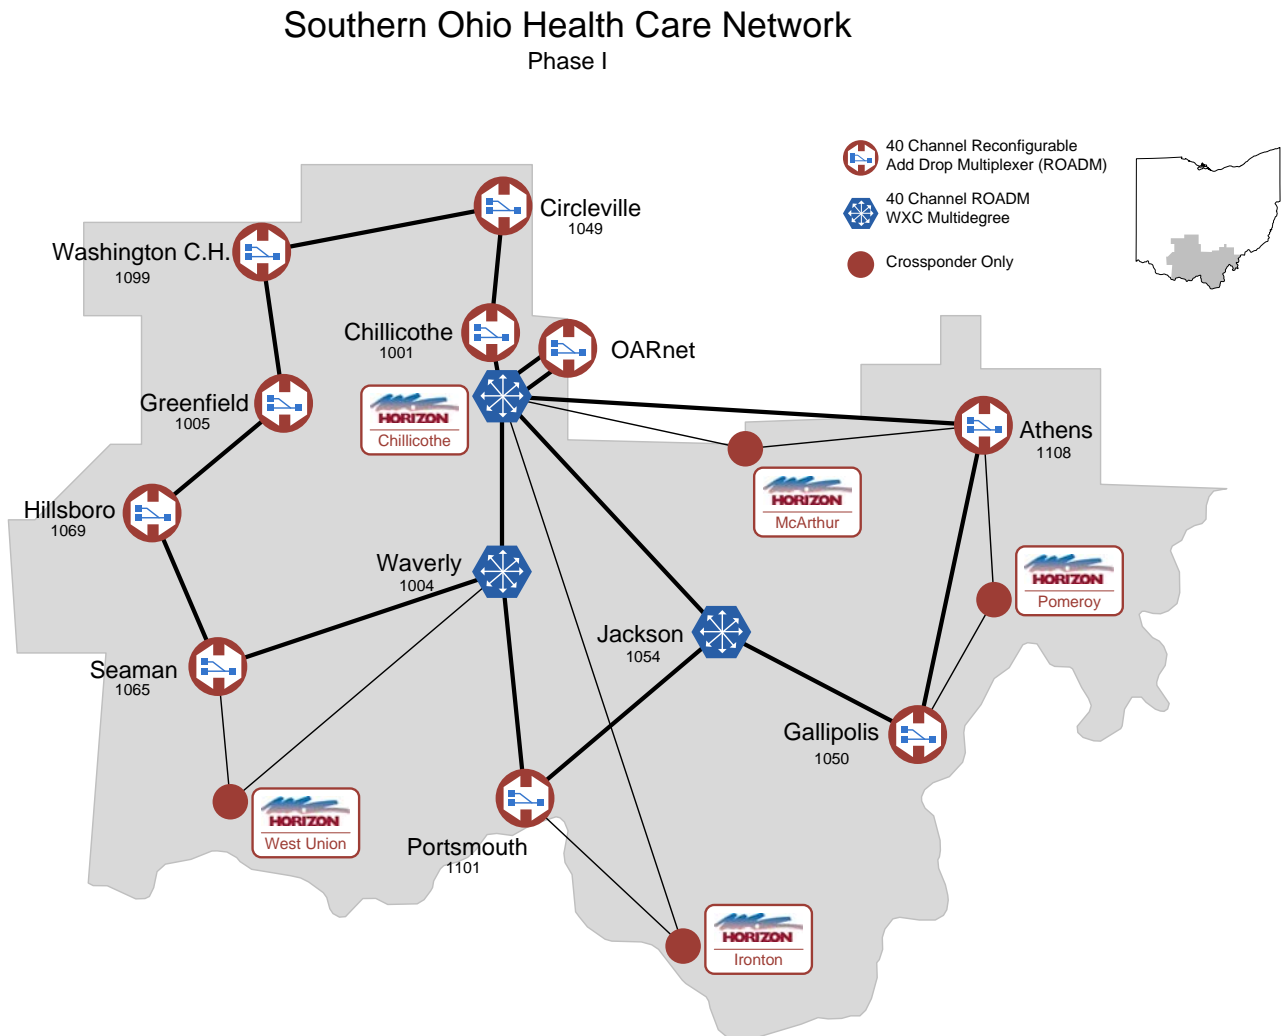 Southern Ohio Health Care Network
Phase I
40 Channel Reconfigurable
Add Drop Multiplexer (ROADM)
40 Channel ROADM
WXC Multidegree
Crossponder Only
Circleville
1049
Washington C.H.
1099
Chillicothe
1001
OARnet
Greenfield
1005
HORIZON
Chillicothe
Athens
1108
HORIZON
McArthur
Hillsboro
1069
Waverly
1004
HORIZON
Pomeroy
Jackson
1054
Seaman
1065
Gallipolis
1050
HORIZON
West Union
Portsmouth
1101
HORIZON
Ironton